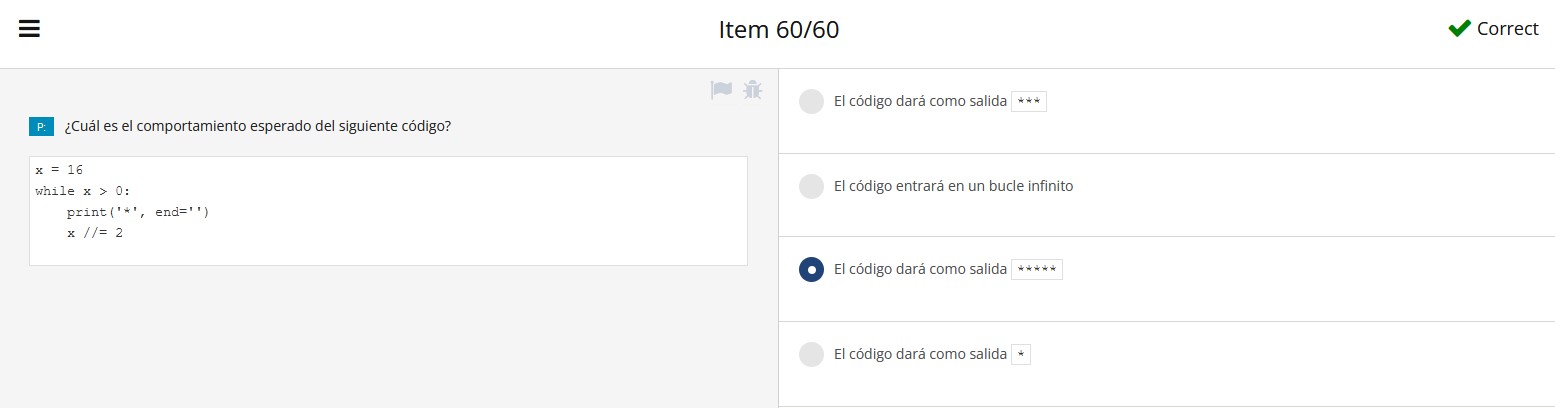 Item 60/60
Correct
P: ¿Cuál es el comportamiento esperado del siguiente código?
x = 16
while x > 0:
    print('*', end='')
    x //= 2
El código dará como salida ***
El código entrará en un bucle infinito
El código dará como salida *****
El código dará como salida *